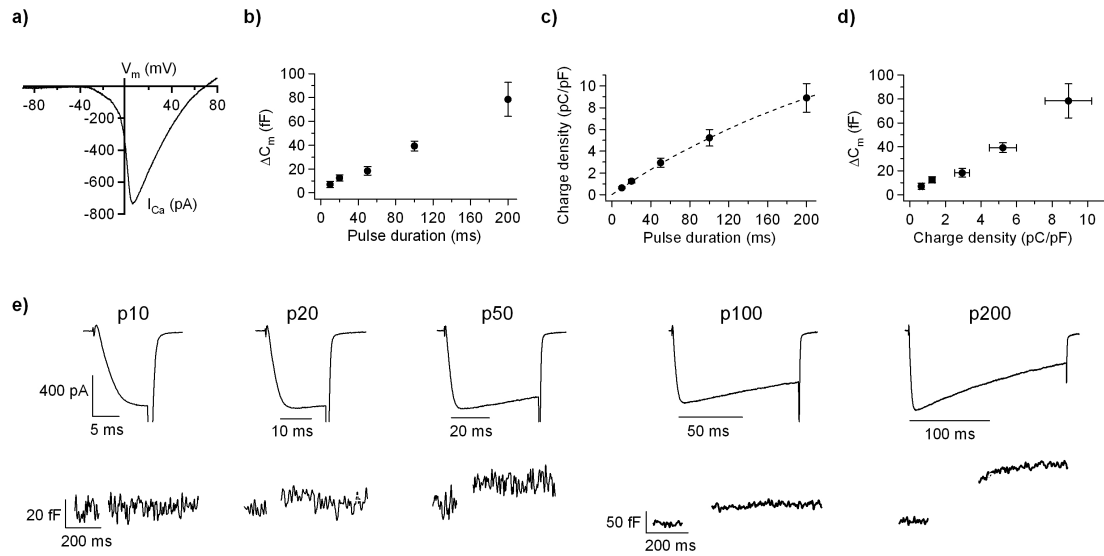 a)
b)
c)
d)
V_m (mV)
-80
-40
40
80
-200
-400
-600
-800
I_Ca (pA)
ΔC_m (fF)
100
80
60
40
20
0
0
40
80
120
160
200
Pulse duration (ms)
Charge density (pC/pF)
10
8
6
4
2
0
0
40
80
120
160
200
Pulse duration (ms)
ΔC_m (fF)
100
80
60
40
20
0
0
2
4
6
8
10
Charge density (pC/pF)
e)
p10
p20
p50
p100
p200
400 pA
5 ms
10 ms
20 ms
50 ms
100 ms
20 fF
200 ms
50 fF
200 ms